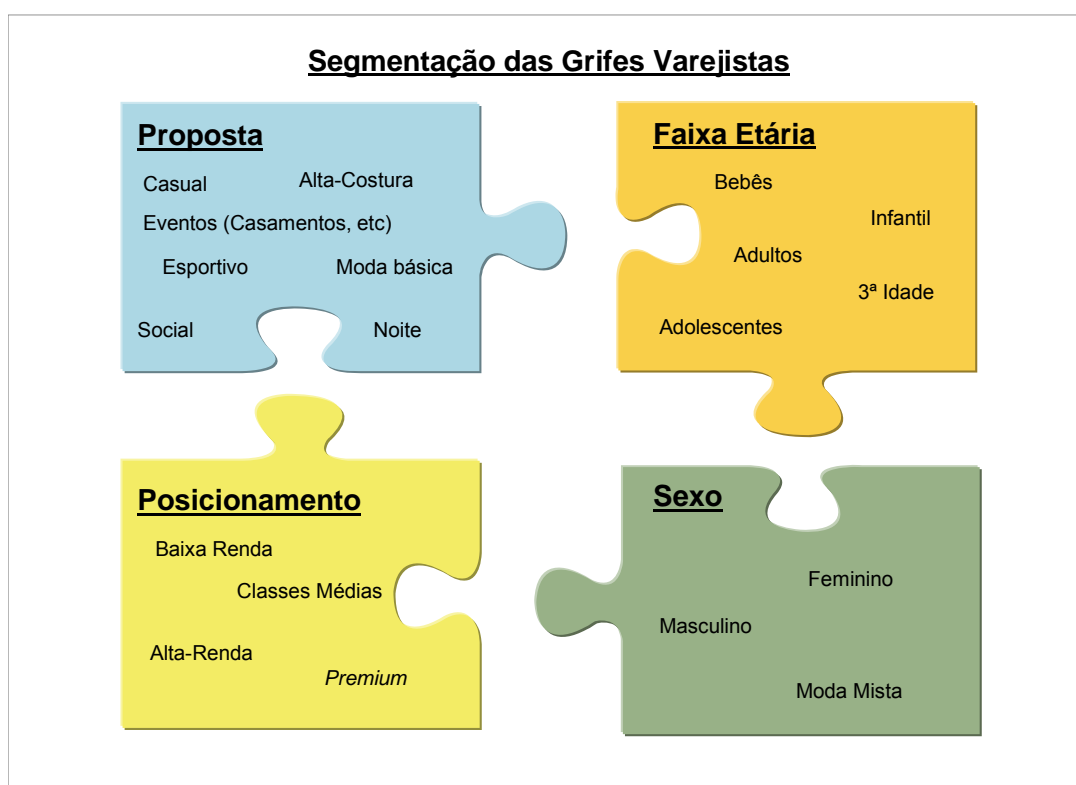 Segmentação das Grifes Varejistas
Proposta
Casual
Alta-Costura
Eventos (Casamentos, etc)
Esportivo
Moda básica
Social
Noite
Faixa Etária
Bebês
Infantil
Adultos
3ª Idade
Adolescentes
Posicionamento
Baixa Renda
Classes Médias
Alta-Renda
Premium
Sexo
Feminino
Masculino
Moda Mista